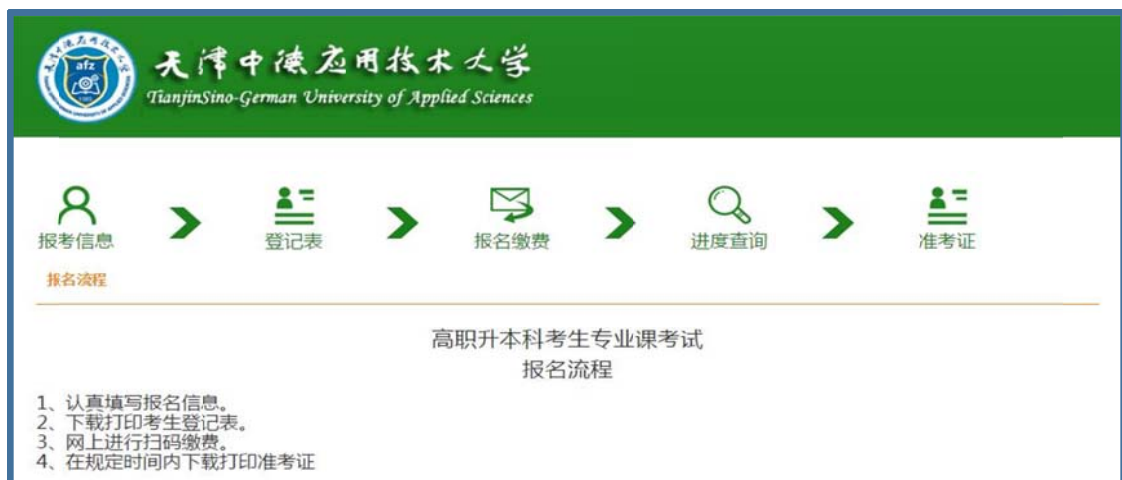 天津中德应用技术大学
afz
TianjinSino-German University of Applied Sciences
报考信息
登记表
报名缴费
进度查询
准考证
报名流程
高职升本科考生专业课考试
报名流程
1、认真填写报名信息。
2、下载打印考生登记表。
3、网上进行扫码缴费。
4、在规定时间内下载打印准考证